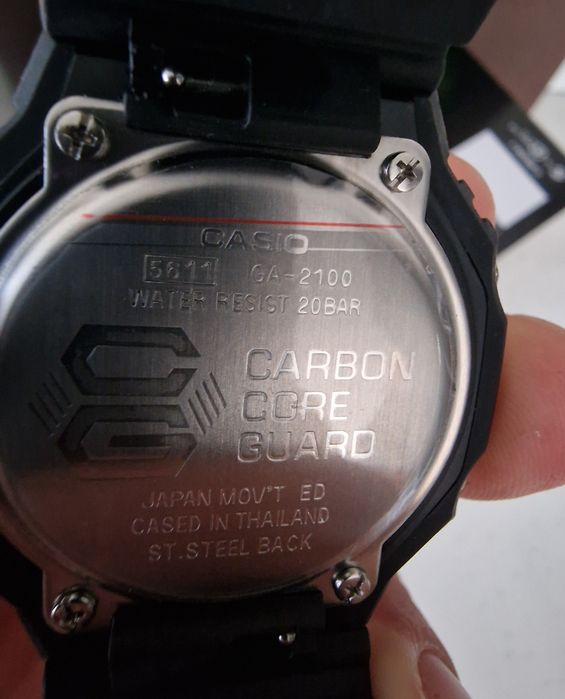 CASIO
5611 GA-2100
WATER RESIST 20BAR
CARBON
CORE
GUARD
JAPAN MOV'T ED
CASED IN THAILAND
ST.STEEL BACK